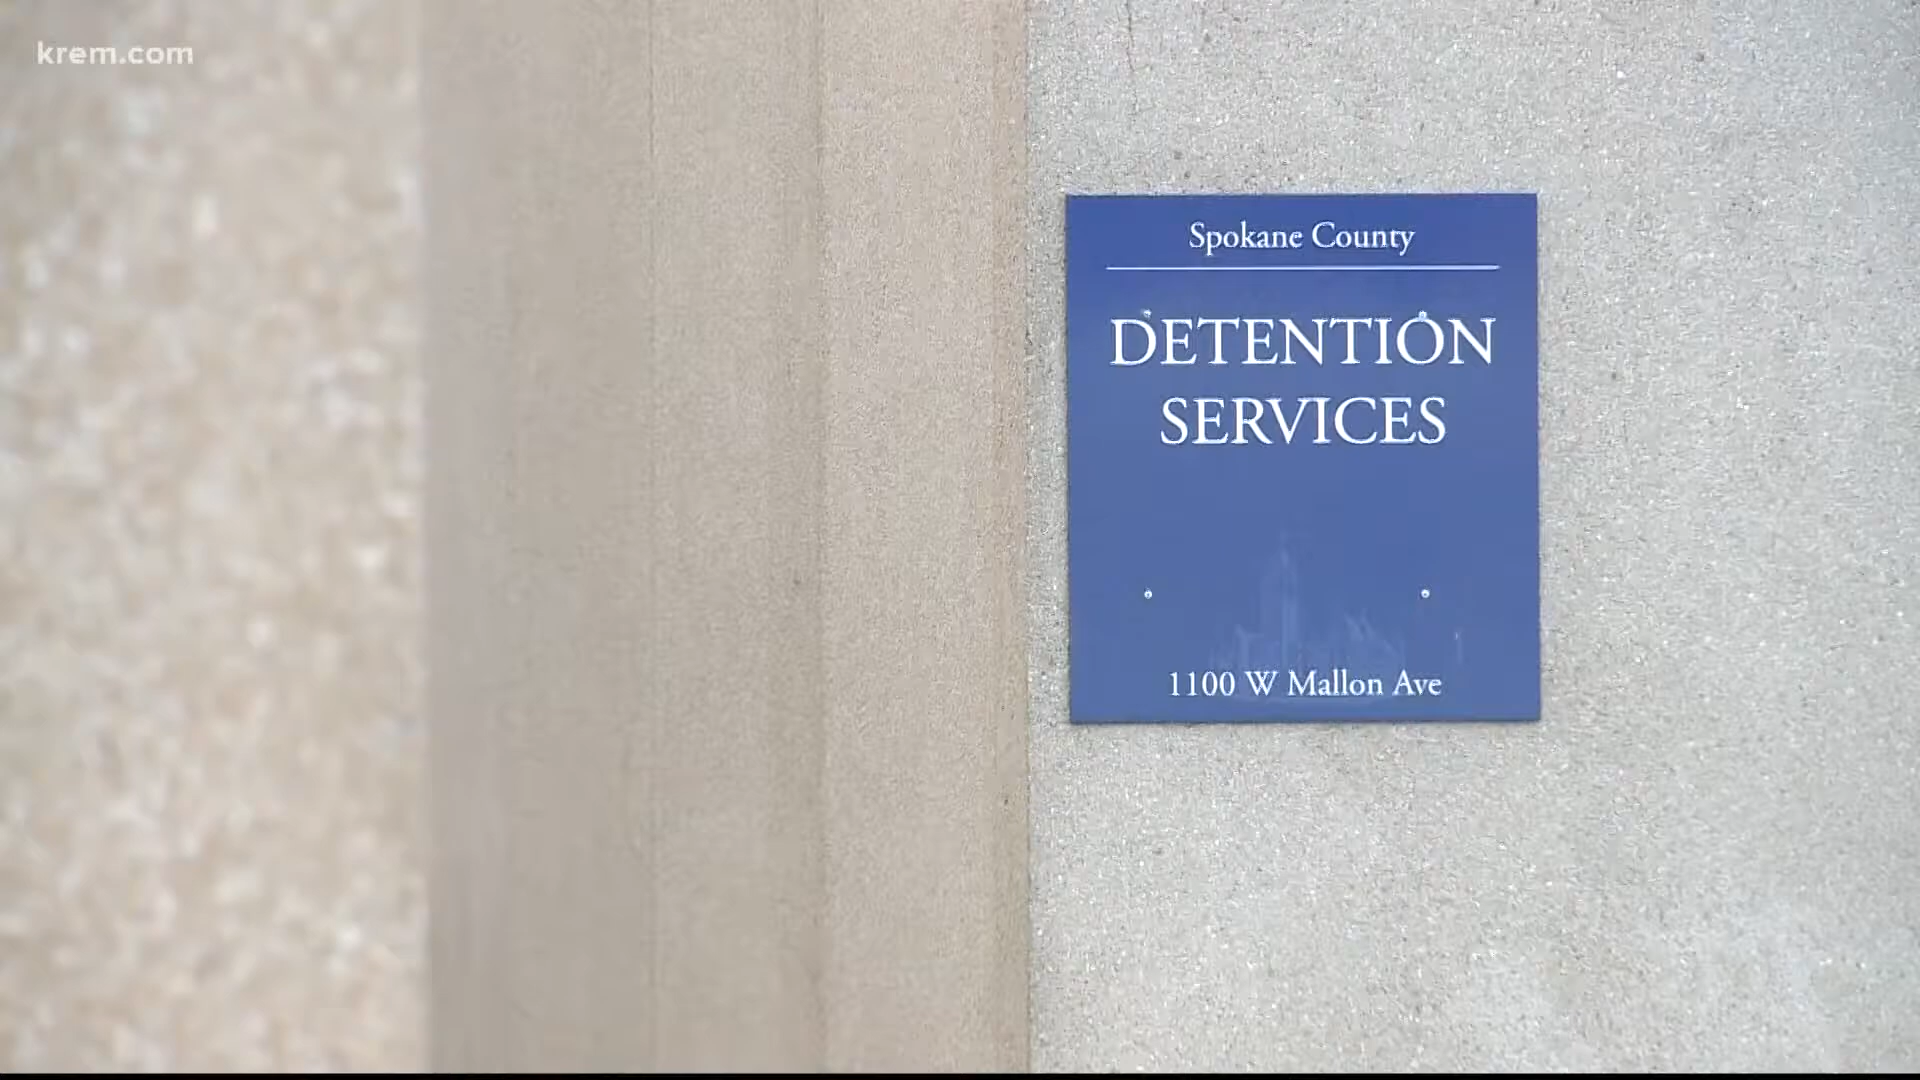 krem.com
Spokane County
DETENTION
SERVICES
1100 W Mallon Ave